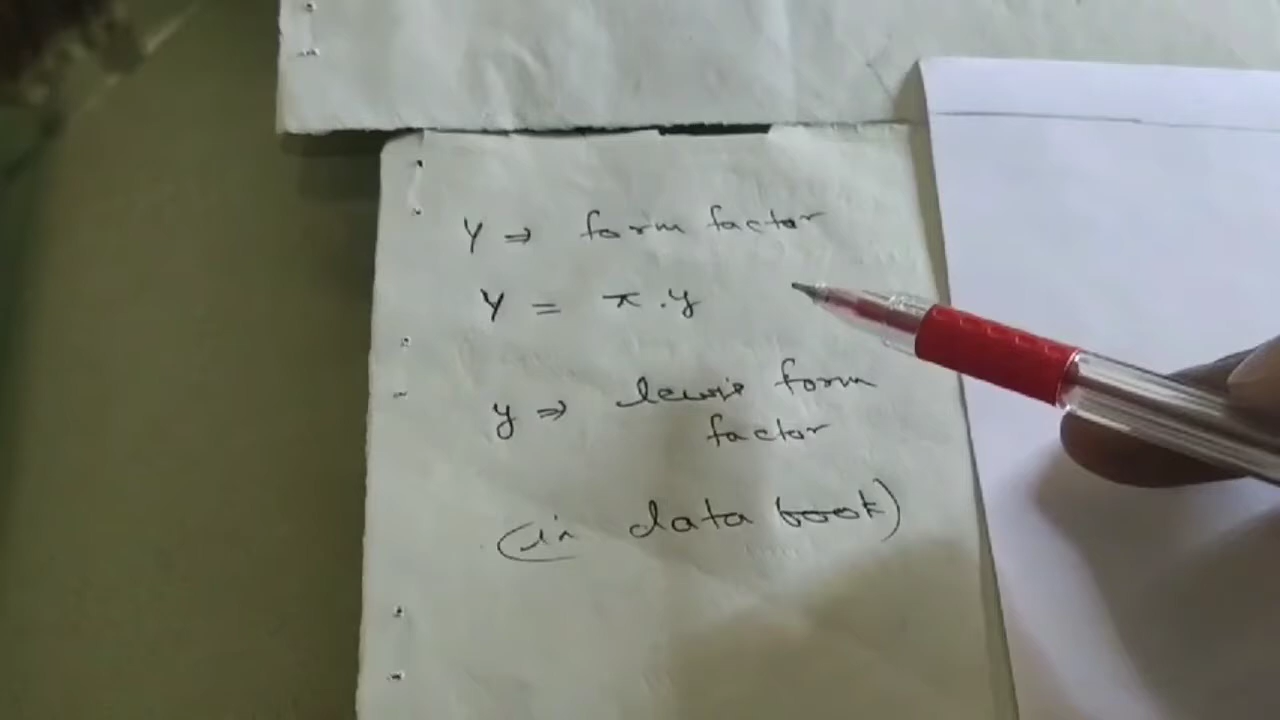 Y ⇒ form factor
Y = π.y
y ⇒ lewis form
factor
(in data book)